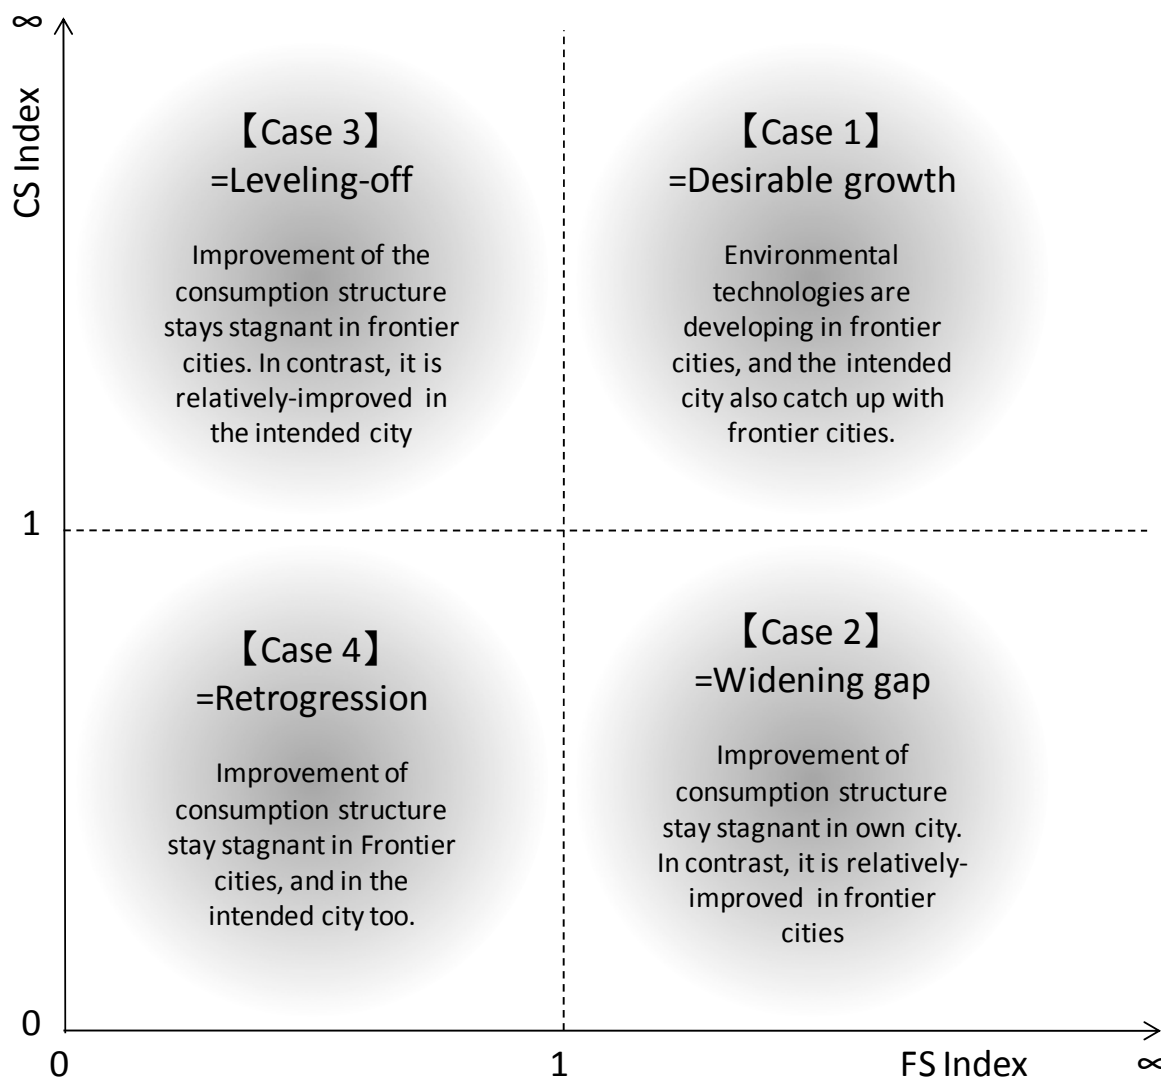 ∞
CS Index
【Case 3】
=Leveling-off
Improvement of the
consumption structure
stays stagnant in frontier
cities. In contrast, it is
relatively-improved in
the intended city
【Case 1】
=Desirable growth
Environmental
technologies are
developing in frontier
cities, and the intended
city also catch up with
frontier cities.
1
【Case 4】
=Retrogression
Improvement of
consumption structure
stay stagnant in Frontier
cities, and in the
intended city too.
【Case 2】
=Widening gap
Improvement of
consumption structure
stay stagnant in own city.
In contrast, it is relatively-
improved in frontier
cities
0
0
1
FS Index
∞